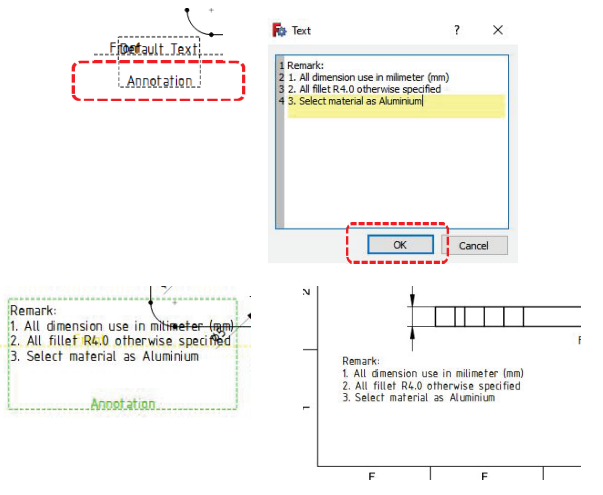 Front
Default Text
Annotation
Text
? ×
1 Remark:
2 1. All dimension use in milimeter (mm)
3 2. All fillet R4.0 otherwise specified
4 3. Select material as Aluminium
OK
Cancel
Remark:
1. All dimension use in milimeter (mm)
2. All fillet R4.0 otherwise specified
3. Select material as Aluminium
Annotation
2
F
Remark:
1. All dimension use in milimeter (mm)
2. All fillet R4.0 otherwise specified
3. Select material as Aluminium
1
F
E